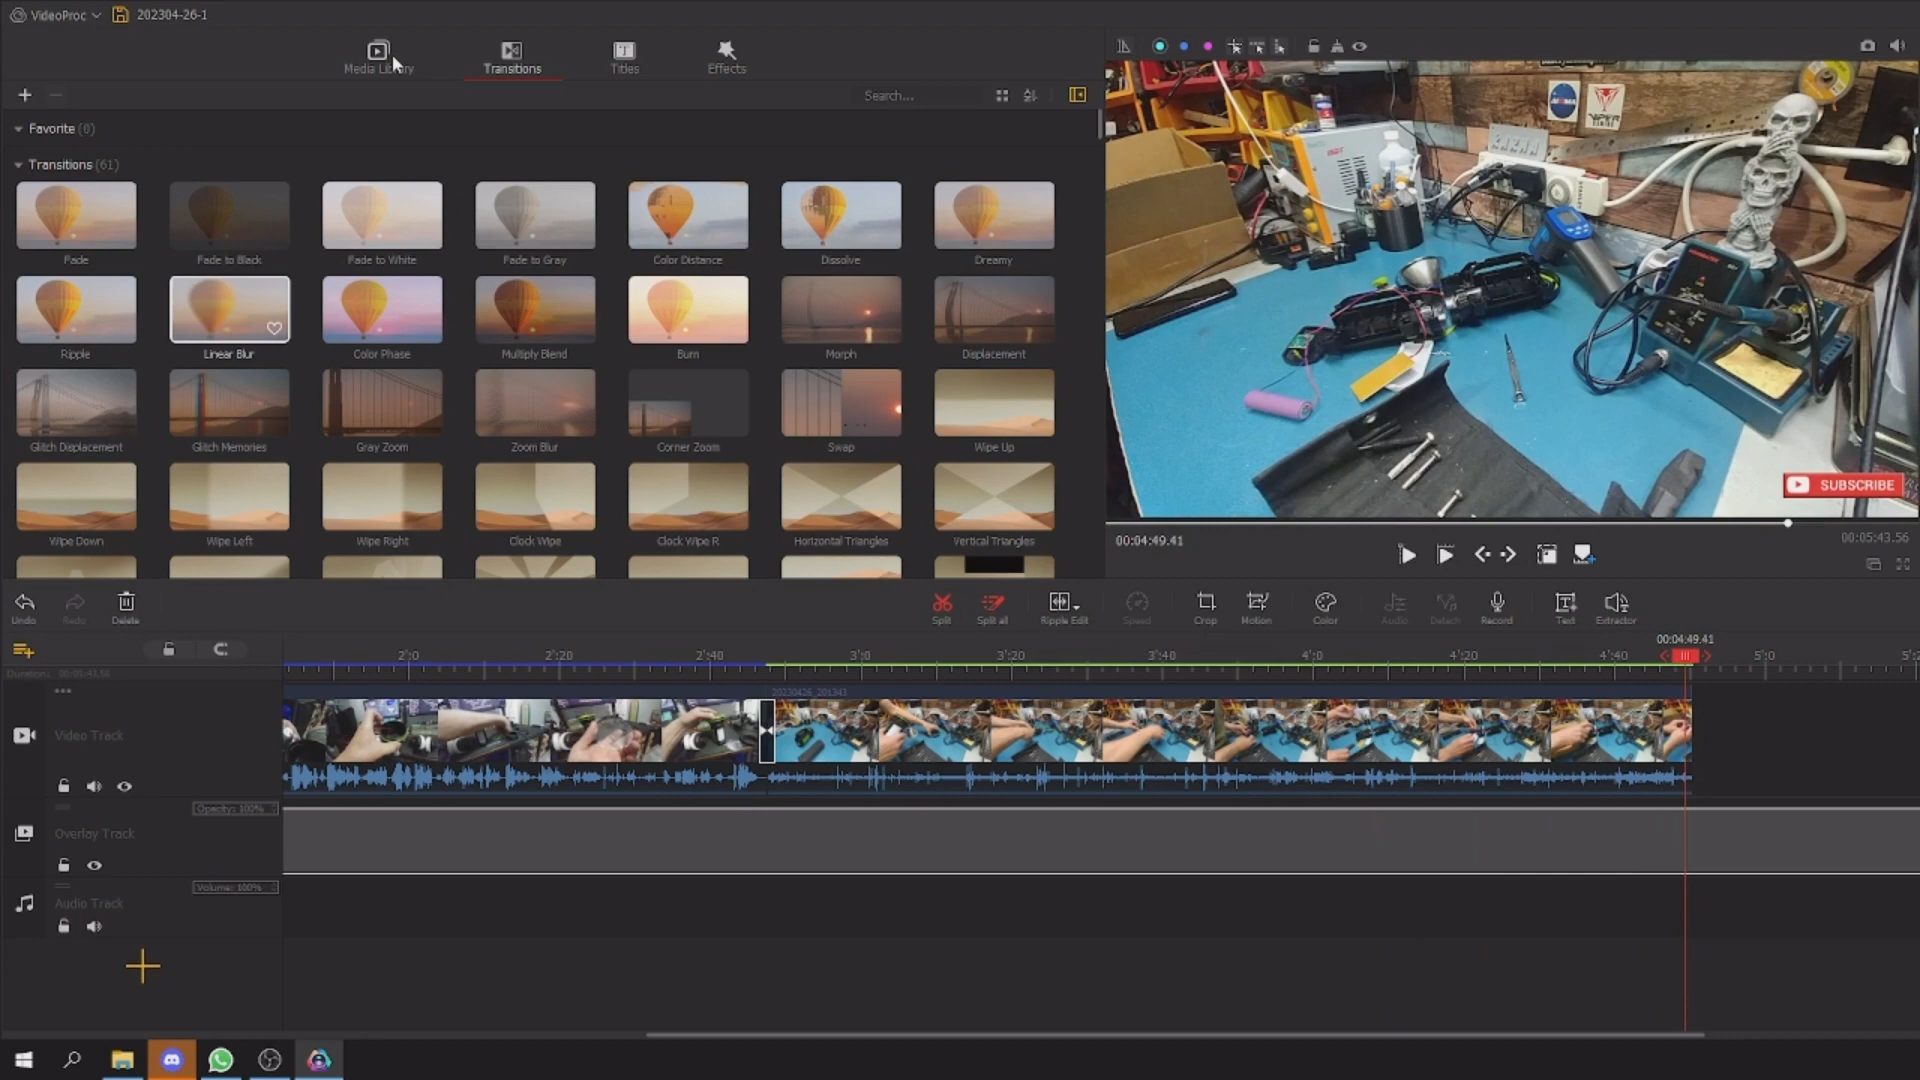 VideoProc
202304-26-1
Media Library
Transitions
Titles
Effects
Search...
Favorite (0)
Transitions (61)
Fade
Fade to Black
Fade to White
Fade to Gray
Color Distance
Dissolve
Dreamy
Ripple
Linear Blur
Color Phase
Multiply Blend
Burn
Morph
Displacement
Glitch Displacement
Glitch Memories
Gray Zoom
Zoom Blur
Corner Zoom
Swap
Wipe Up
Wipe Down
Wipe Left
Wipe Right
Clock Wipe
Clock Wipe R
Horizontal Triangles
Vertical Triangles
SUBSCRIBE
00:04:49.41
00:05:43.56
Undo
Redo
Delete
Split
Split all
Ripple Edit
Speed
Crop
Motion
Color
Audio
Detach
Record
Text
Extractor
00:04:49.41
2':0
2':20
2':40
3':0
3':20
3':40
4':0
4':20
4':40
5':0
Duration: 00:05:43.56
20230426_201343
Video Track
Opacity: 100%
Overlay Track
Volume: 100%
Audio Track